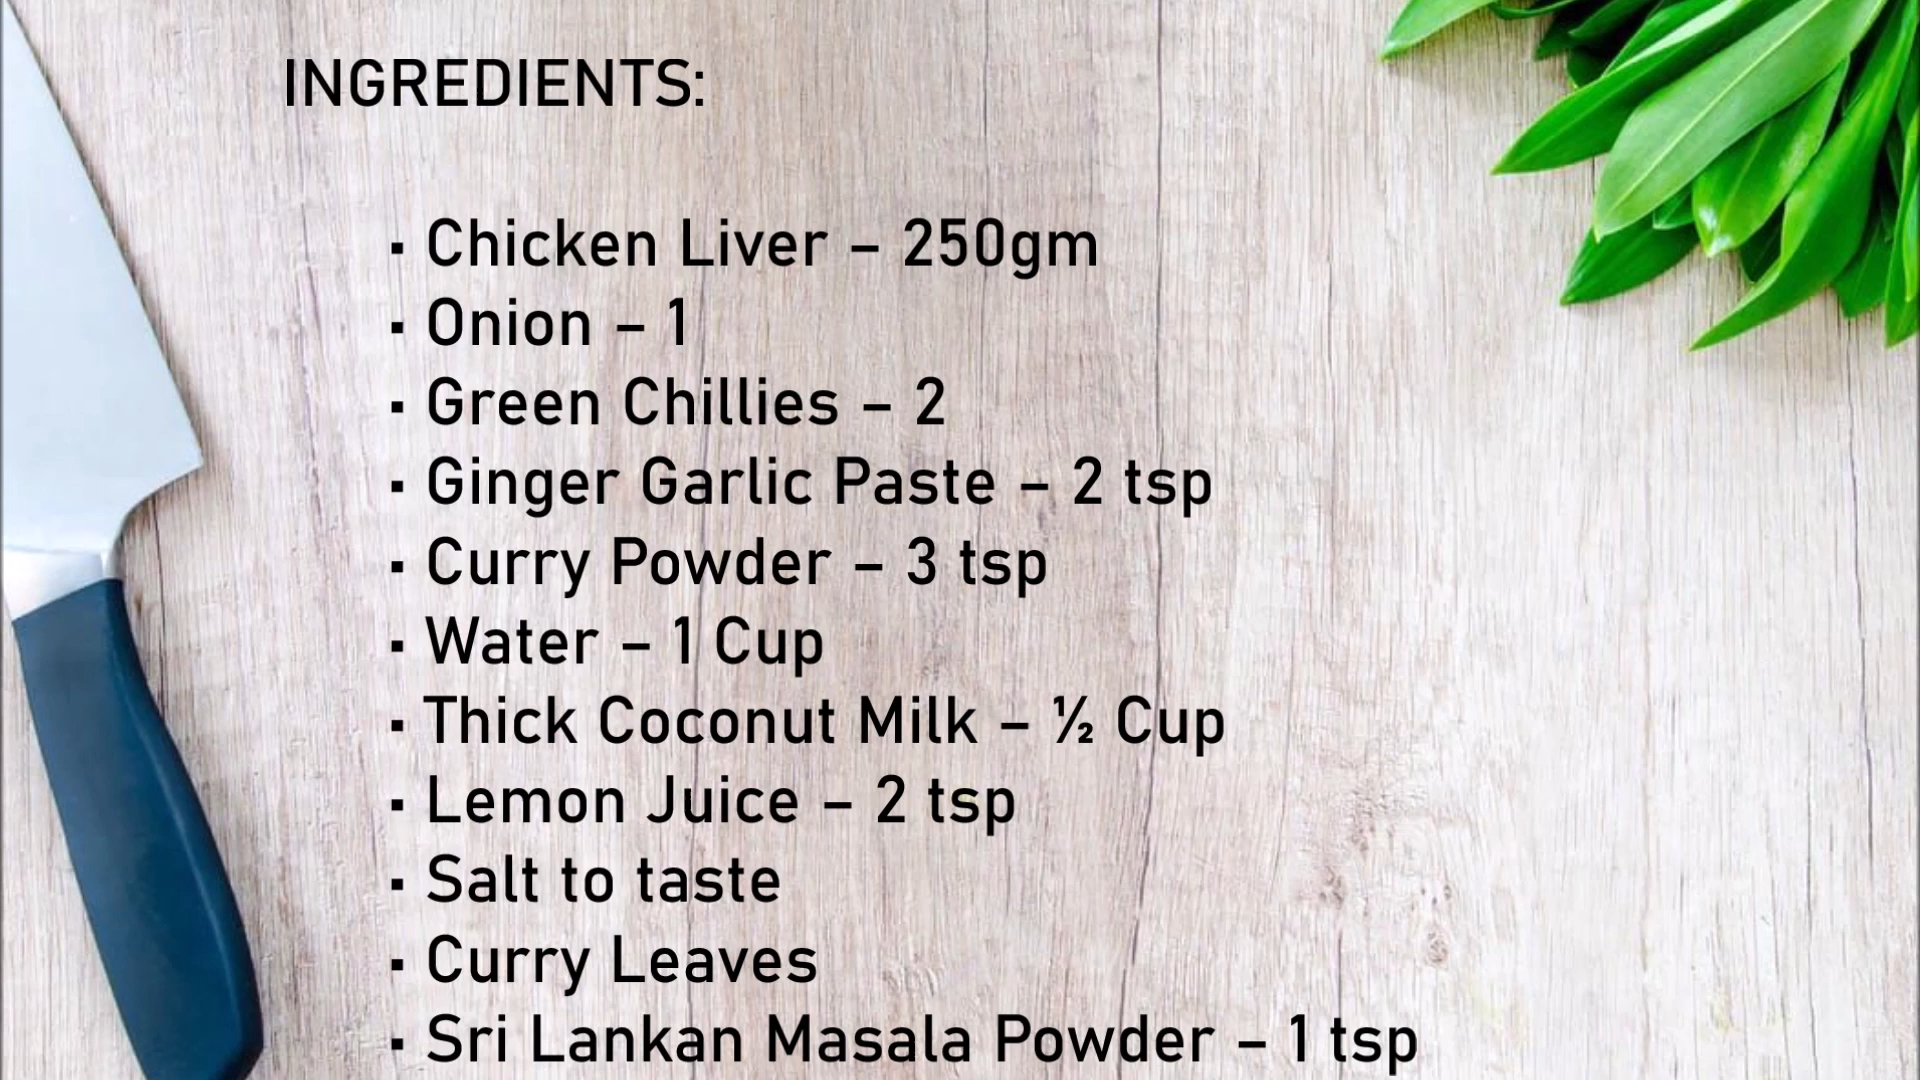 INGREDIENTS:
▪ Chicken Liver – 250gm
▪ Onion – 1
▪ Green Chillies – 2
▪ Ginger Garlic Paste – 2 tsp
▪ Curry Powder – 3 tsp
▪ Water – 1 Cup
▪ Thick Coconut Milk – ½ Cup
▪ Lemon Juice – 2 tsp
▪ Salt to taste
▪ Curry Leaves
▪ Sri Lankan Masala Powder – 1 tsp